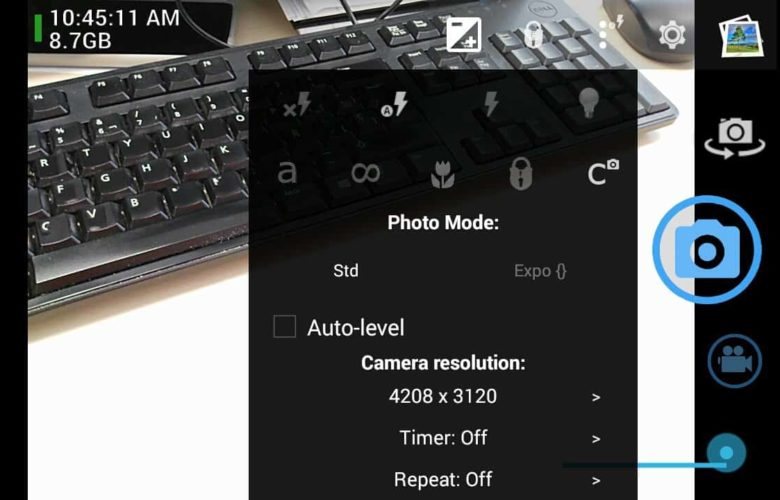 10:45:11 AM
8.7GB
DELL
A
a
∞
C
Photo Mode:
Std Expo {}
Auto-level
Camera resolution:
4208 x 3120 >
Timer: Off >
Repeat: Off >